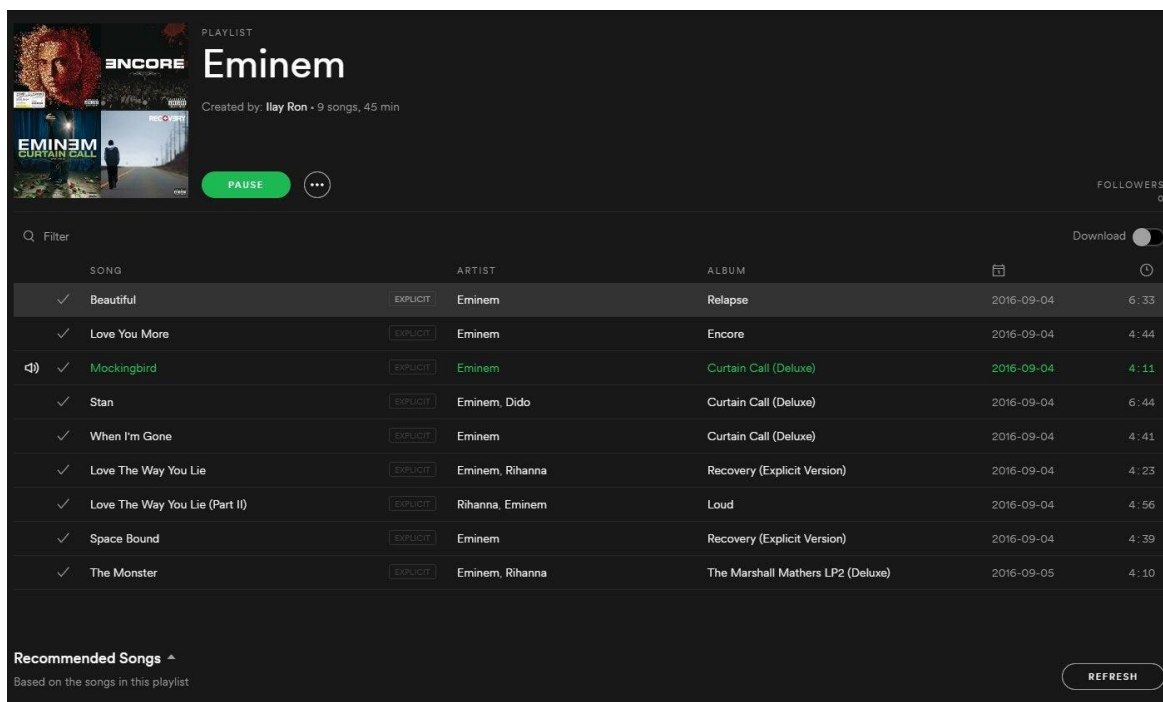 PLAYLIST
Eminem
Created by: Ilay Ron • 9 songs, 45 min
ƎNCORE
EMINƎM
CURTAIN CALL
RECOVERY
PAUSE
FOLLOWERS
0
Filter
Download
SONG ARTIST ALBUM
Beautiful EXPLICIT Eminem Relapse 2016-09-04 6:33
Love You More EXPLICIT Eminem Encore 2016-09-04 4:44
Mockingbird EXPLICIT Eminem Curtain Call (Deluxe) 2016-09-04 4:11
Stan EXPLICIT Eminem, Dido Curtain Call (Deluxe) 2016-09-04 6:44
When I'm Gone EXPLICIT Eminem Curtain Call (Deluxe) 2016-09-04 4:41
Love The Way You Lie EXPLICIT Eminem, Rihanna Recovery (Explicit Version) 2016-09-04 4:23
Love The Way You Lie (Part II) EXPLICIT Rihanna, Eminem Loud 2016-09-04 4:56
Space Bound EXPLICIT Eminem Recovery (Explicit Version) 2016-09-04 4:39
The Monster EXPLICIT Eminem, Rihanna The Marshall Mathers LP2 (Deluxe) 2016-09-05 4:10
Recommended Songs
Based on the songs in this playlist
REFRESH